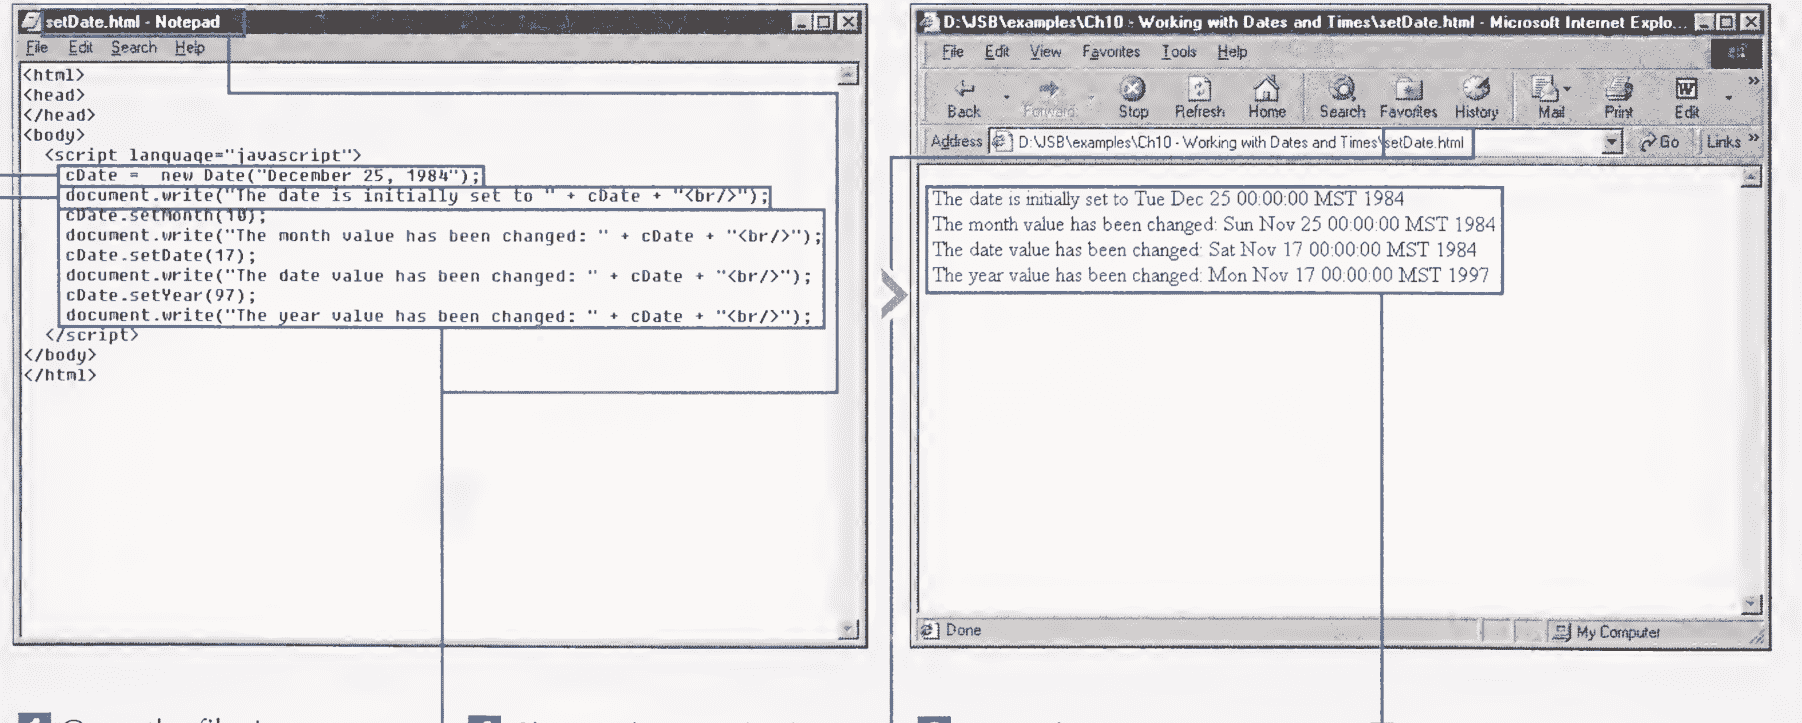 setDate.html - Notepad
File Edit Search Help
<html>
<head>
</head>
<body>
<script language="javascript">
cDate = new Date("December 25, 1984");
document.write("The date is initially set to " + cDate + "<br/>");
cDate.setMonth(10);
document.write("The month value has been changed: " + cDate + "<br/>");
cDate.setDate(17);
document.write("The date value has been changed: " + cDate + "<br/>");
cDate.setYear(97);
document.write("The year value has been changed: " + cDate + "<br/>");
</script>
</body>
</html>
D:\JSB\examples\Ch10 - Working with Dates and Times\setDate.html - Microsoft Internet Explo...
File Edit View Favorites Tools Help
Back Forward Stop Refresh Home Search Favorites History Mail Print Edit
Address D:\JSB\examples\Ch10 - Working with Dates and Times\setDate.html Go Links »
The date is initially set to Tue Dec 25 00:00:00 MST 1984
The month value has been changed: Sun Nov 25 00:00:00 MST 1984
The date value has been changed: Sat Nov 17 00:00:00 MST 1984
The year value has been changed: Mon Nov 17 00:00:00 MST 1997
Done My Computer